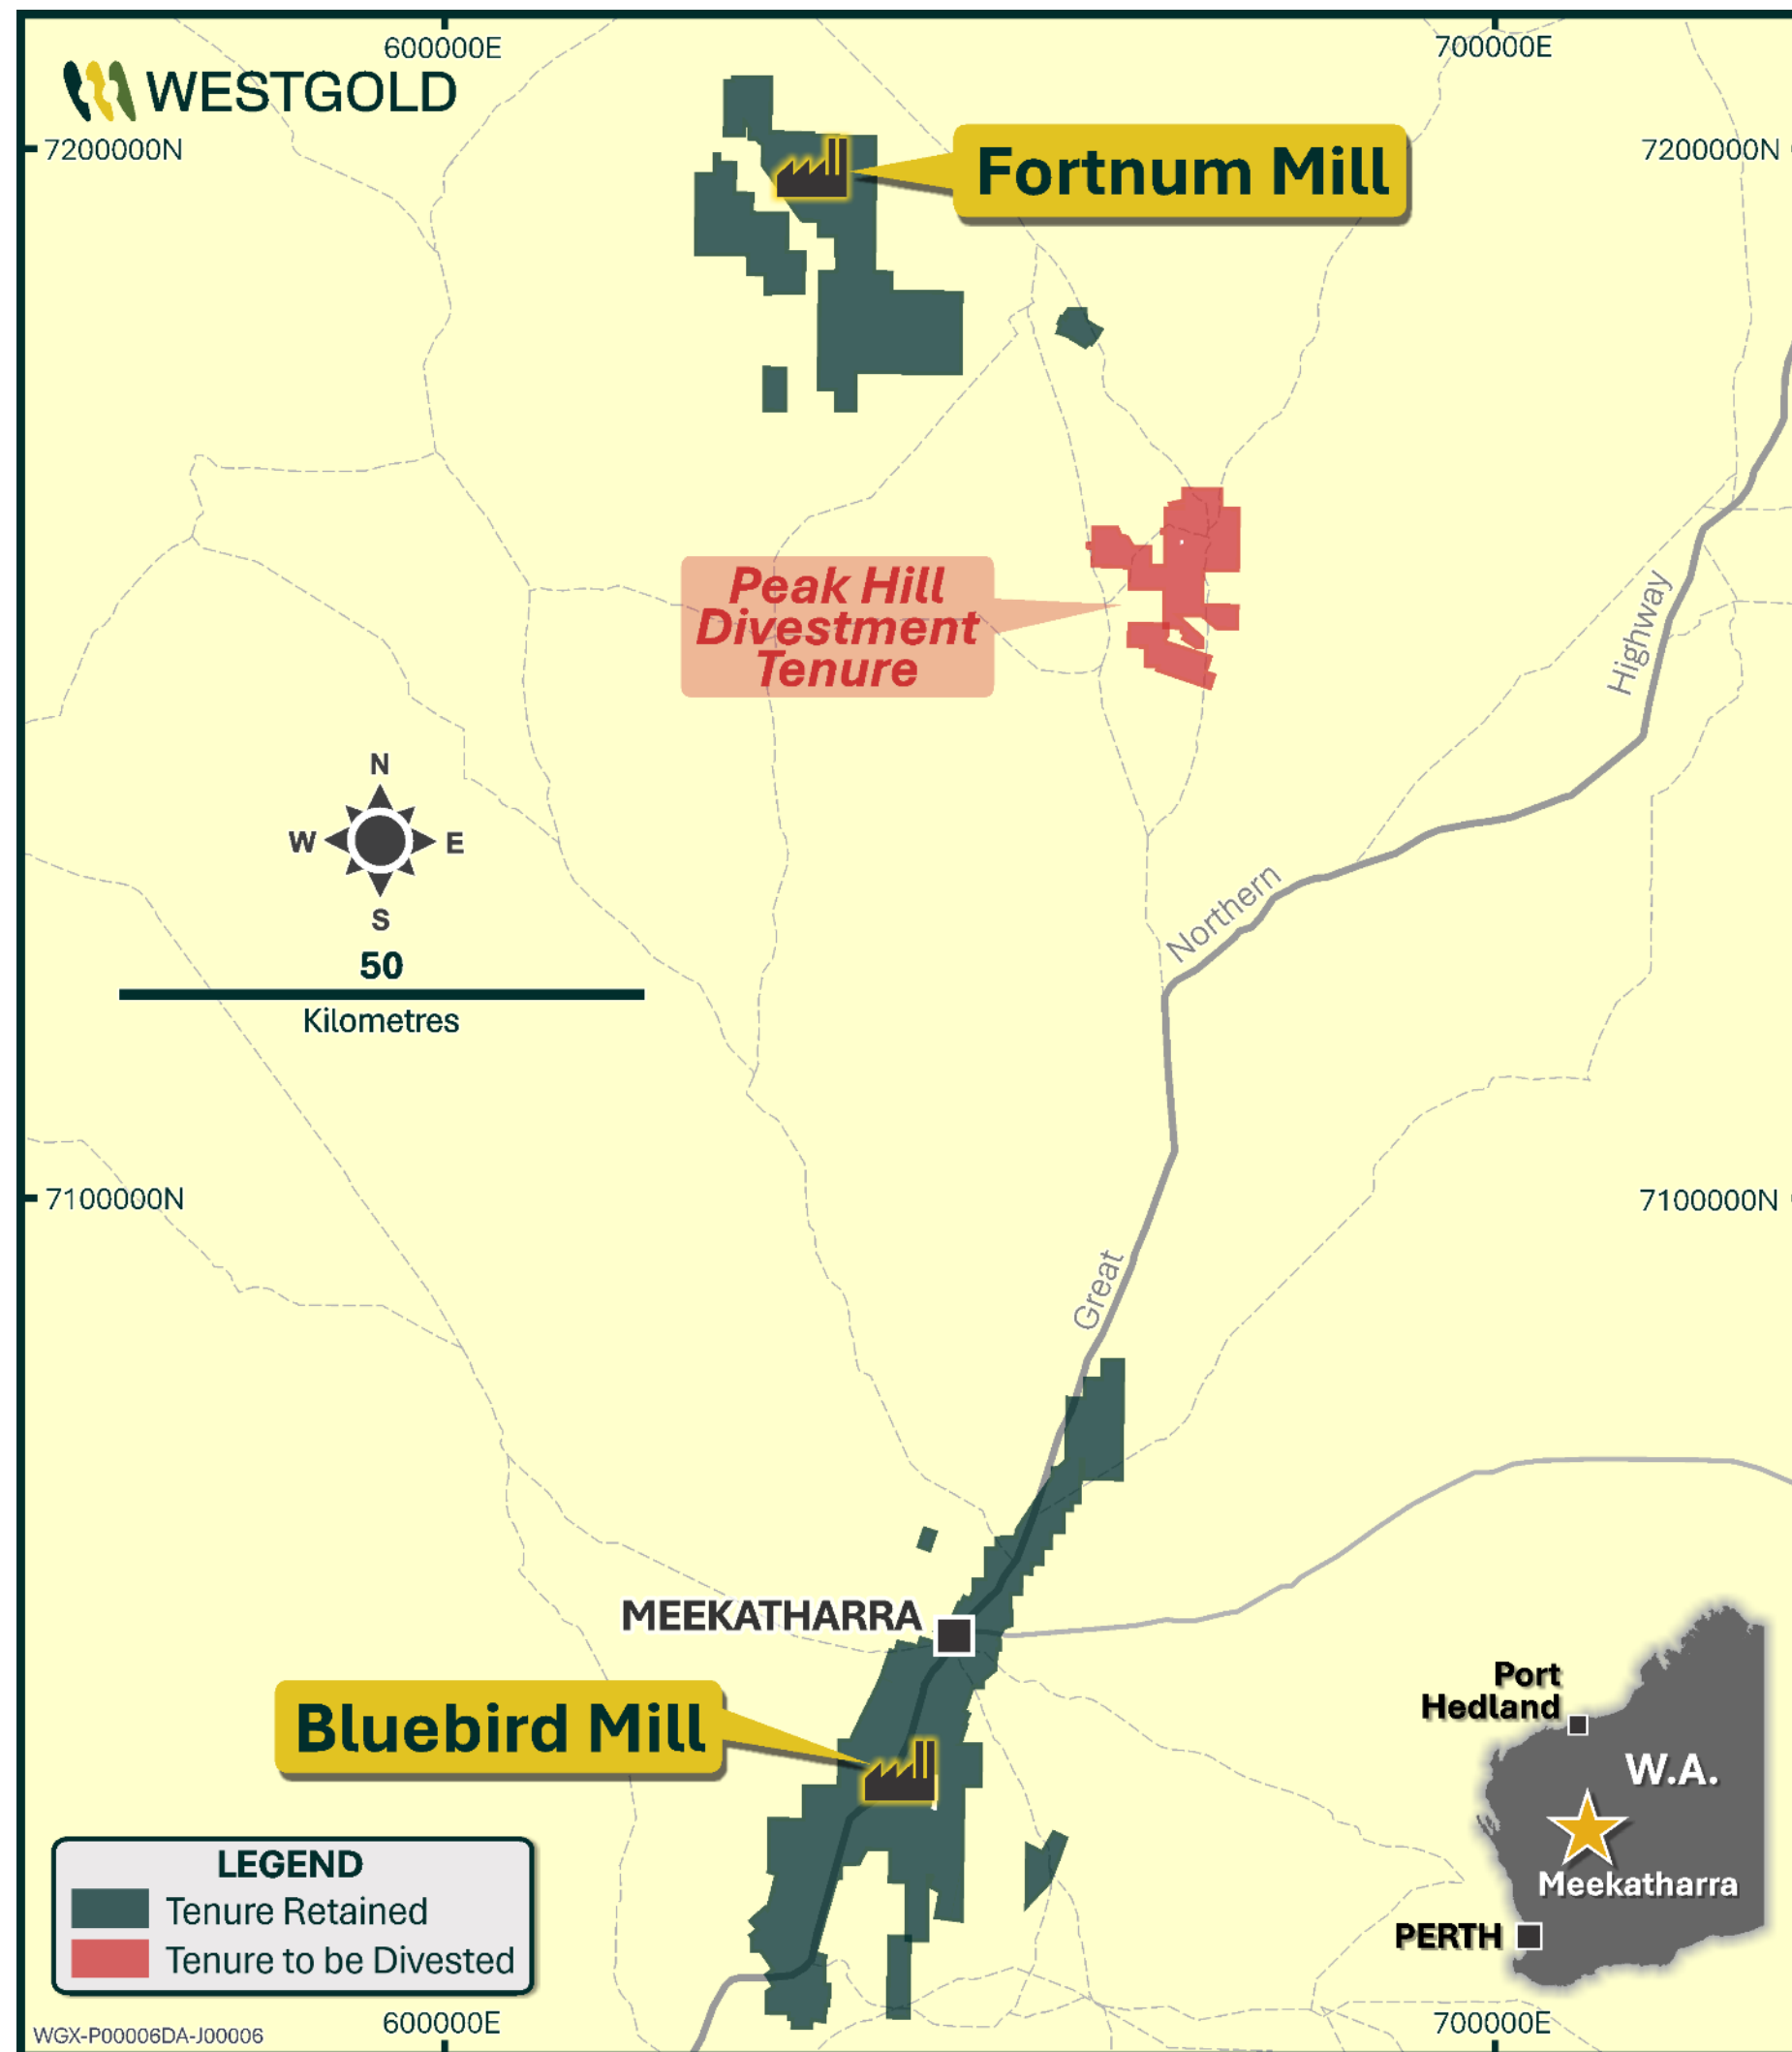 600000E
700000E
WESTGOLD
7200000N
7200000N
Fortnum Mill
Peak Hill
Divestment
Tenure
Highway
N
W
E
S
Northern
50
Kilometres
7100000N
7100000N
Great
MEEKATHARRA
Port
Hedland
Bluebird Mill
W.A.
LEGEND
Meekatharra
Tenure Retained
PERTH
Tenure to be Divested
600000E
700000E
WGX-P00006DA-J00006